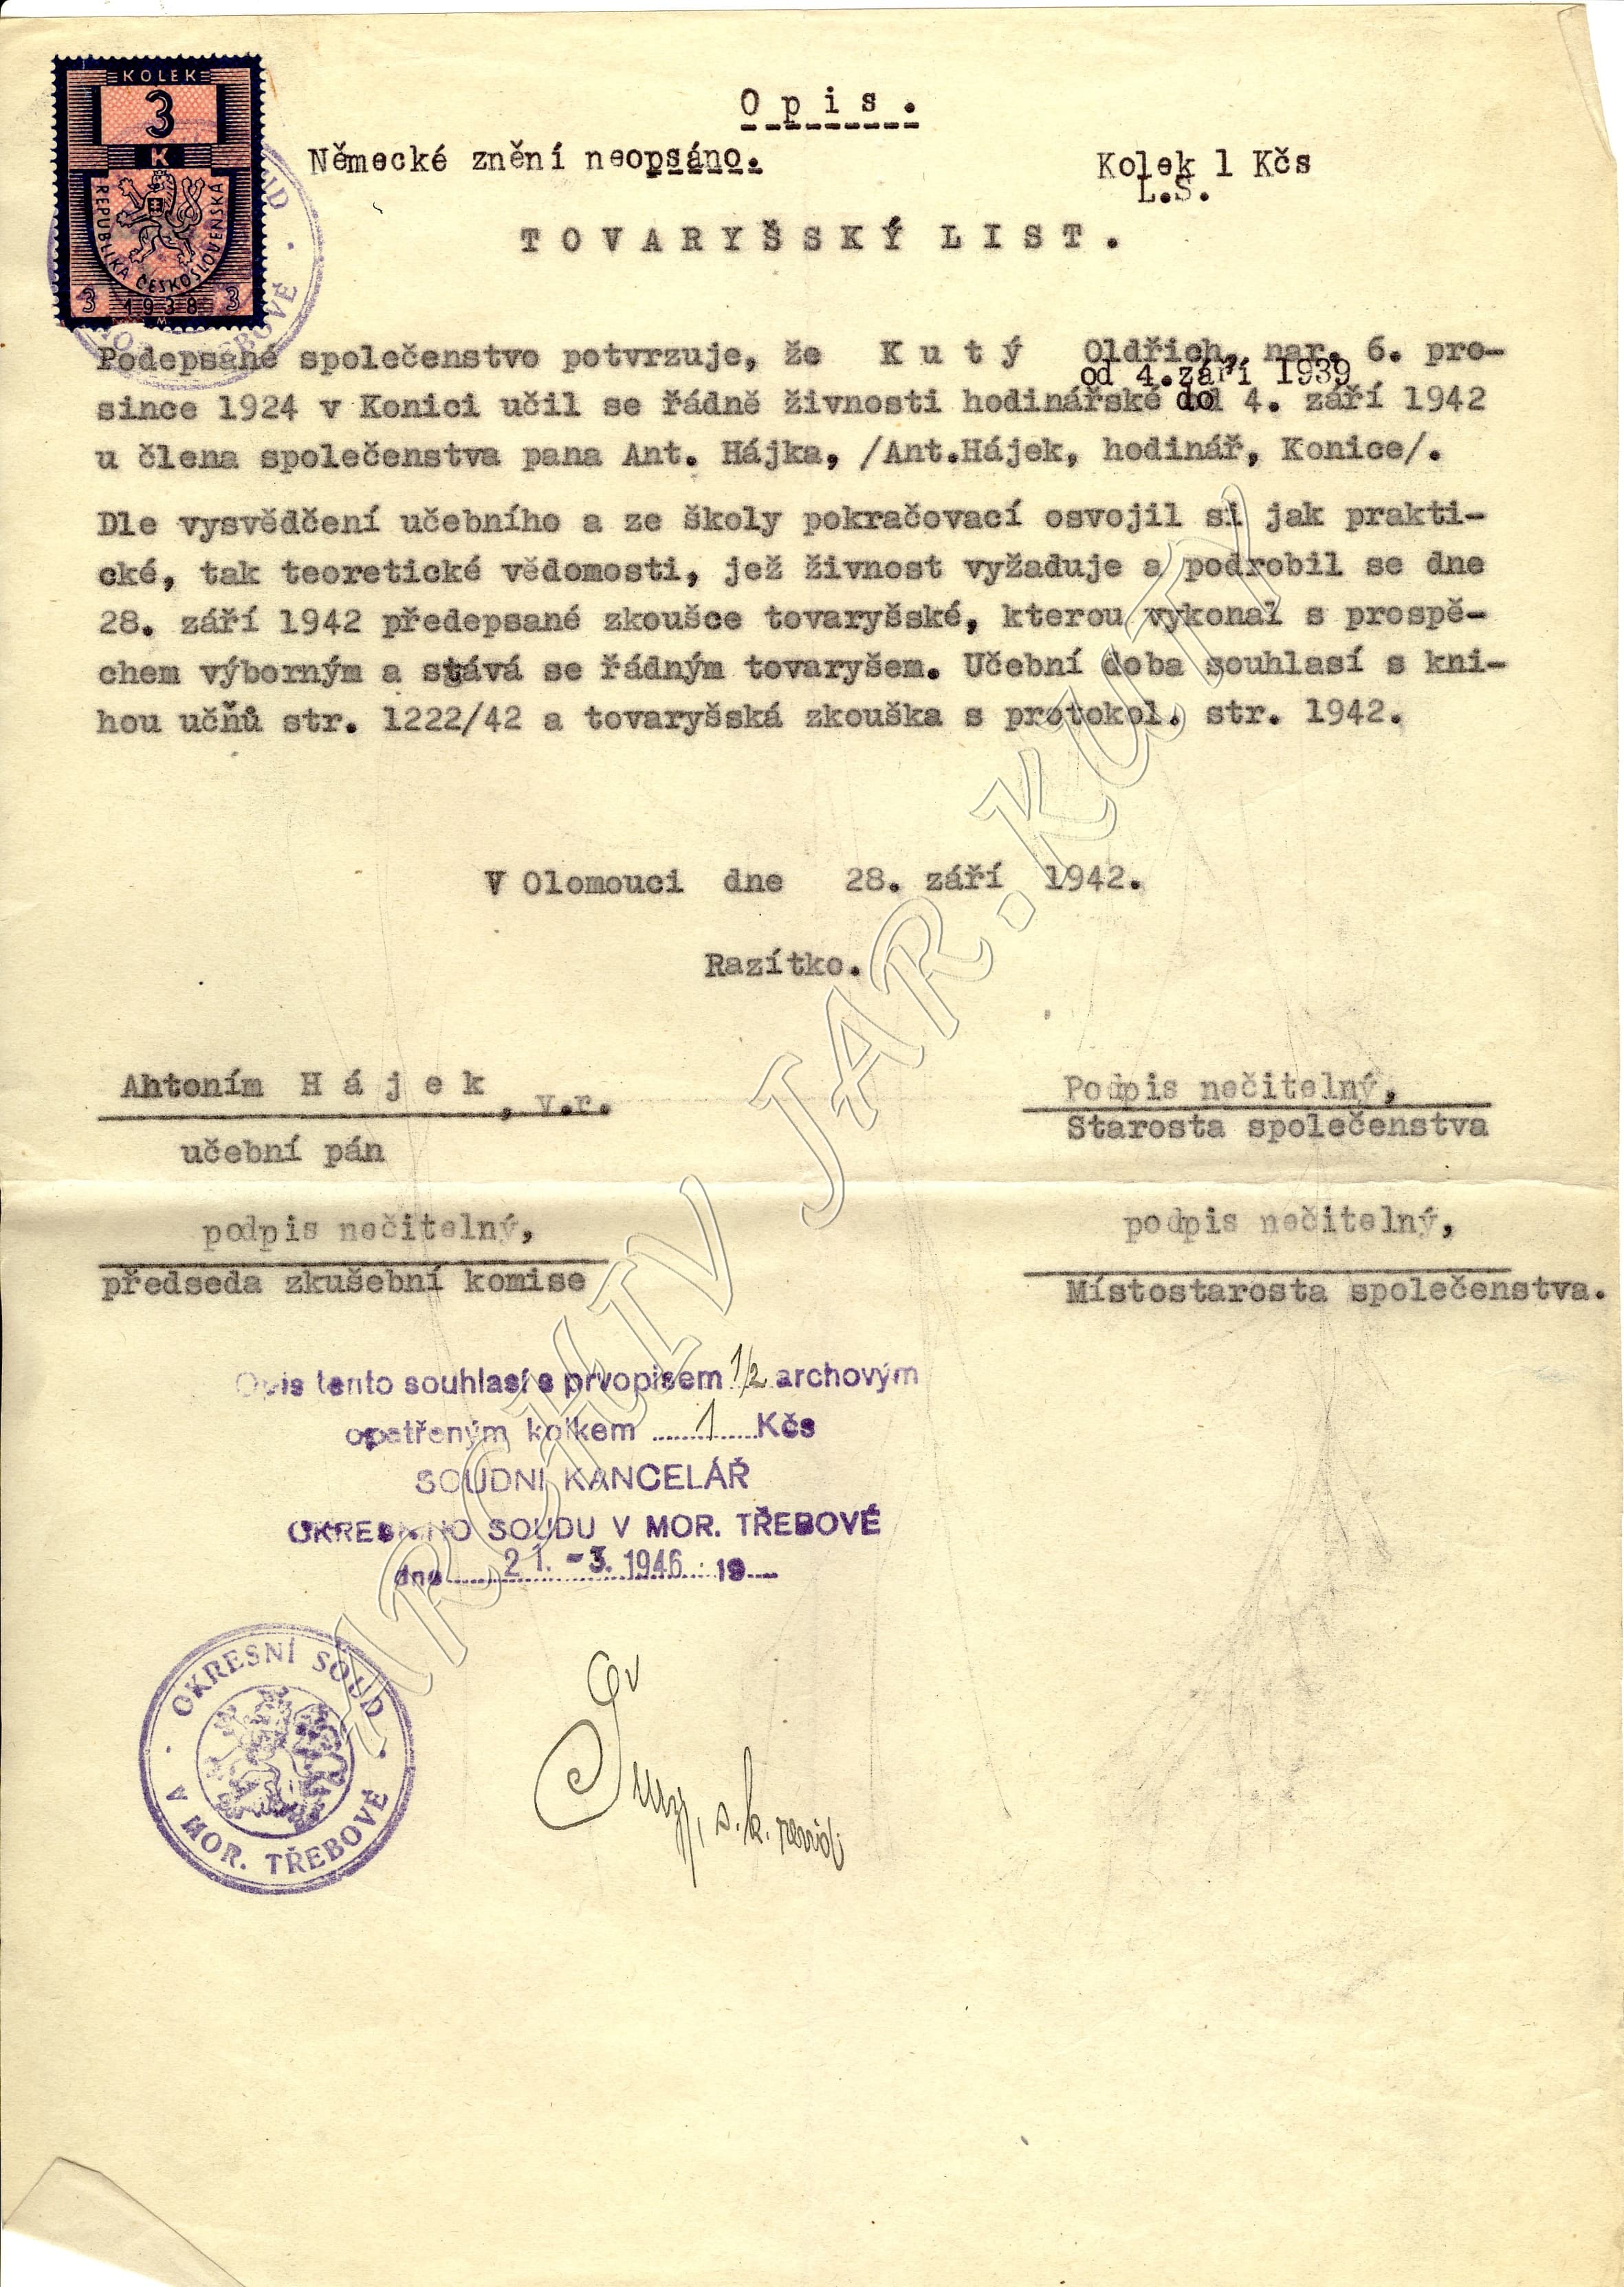 KOLEK
3
K
REPUBLIKA ČESKOSLOVENSKÁ
3 1938 3
Opis.
Německé znění neopsáno.
Kolek 1 Kčs
L.S.
TOVARYŠSKÝ LIST.
Podepsané společenstvo potvrzuje, že Kutý Oldřich, nar. 6. pro-
od 4.září 1939
since 1924 v Konici učil se řádně živnosti hodinářské do 4. září 1942
u člena společenstva pana Ant. Hájka, /Ant.Hájek, hodinář, Konice/.
Dle vysvědčení učebního a ze školy pokračovací osvojil si jak prakti-
cké, tak teoretické vědomosti, jež živnost vyžaduje a podrobil se dne
28. září 1942 předepsané zkoušce tovaryšské, kterou vykonal s prospě-
chem výborným a stává se řádným tovaryšem. Učební doba souhlasí s kni-
hou učňů str. 1222/42 a tovaryšská zkouška s protokol. str. 1942.
V Olomouci dne 28. září 1942.
Razítko.
Antoním Hájek, v.r.
učební pán
Podpis nečitelný,
Starosta společenstva
podpis nečitelný,
předseda zkušební komise
podpis nečitelný,
Místostarosta společenstva.
Opis tento souhlasí s prvopisem 1/2 archovým
opatřeným kolkem 1 Kčs
SOUDNÍ KANCELÁŘ
OKRESNÍHO SOUDU V MOR. TŘEBOVÉ
dne 21. -3. 1946 19
OKRESNÍ SOUD
V MOR. TŘEBOVÉ
ARCHIV JAR.KUTÝ